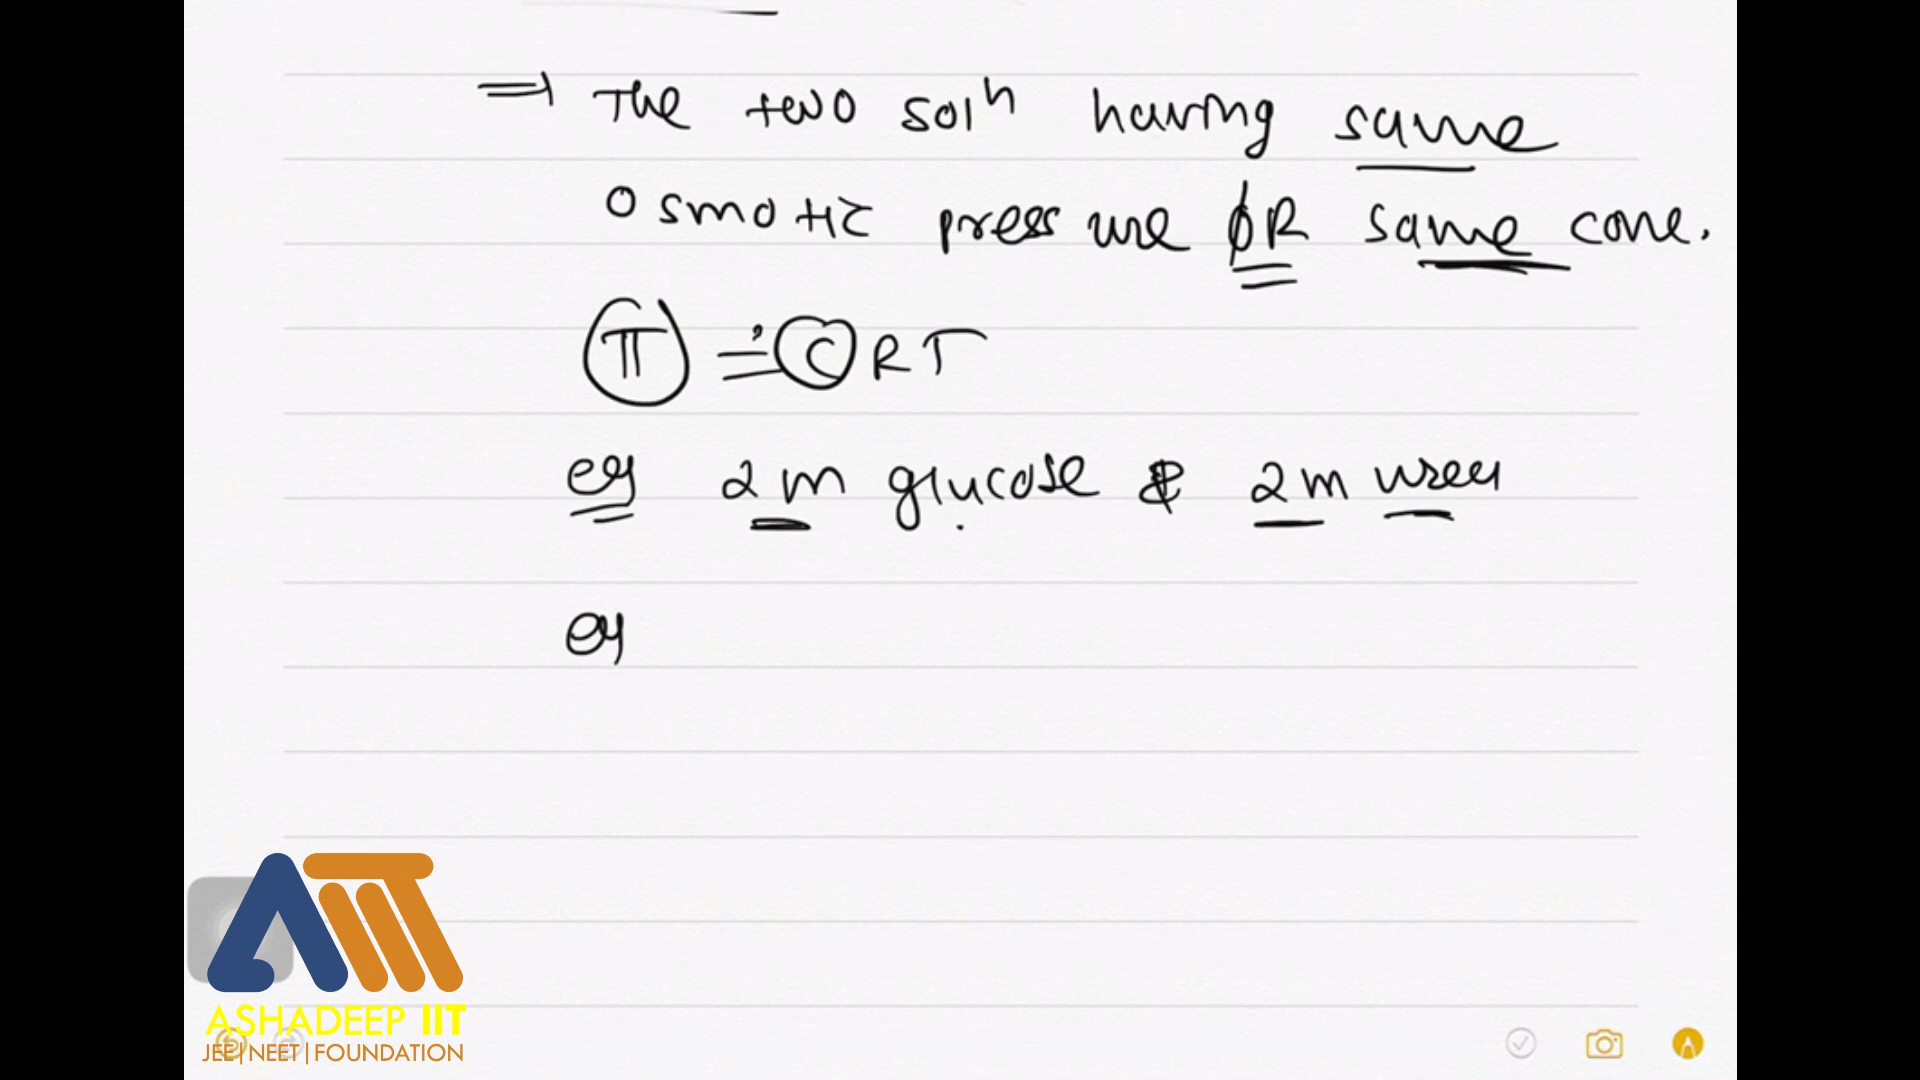 ⇒ The two solⁿ having same
Osmotic pressure OR same conc.
π = CRT
eg 2m glucose & 2m urea
eg
ASHADEEP IIT
JEE|NEET|FOUNDATION